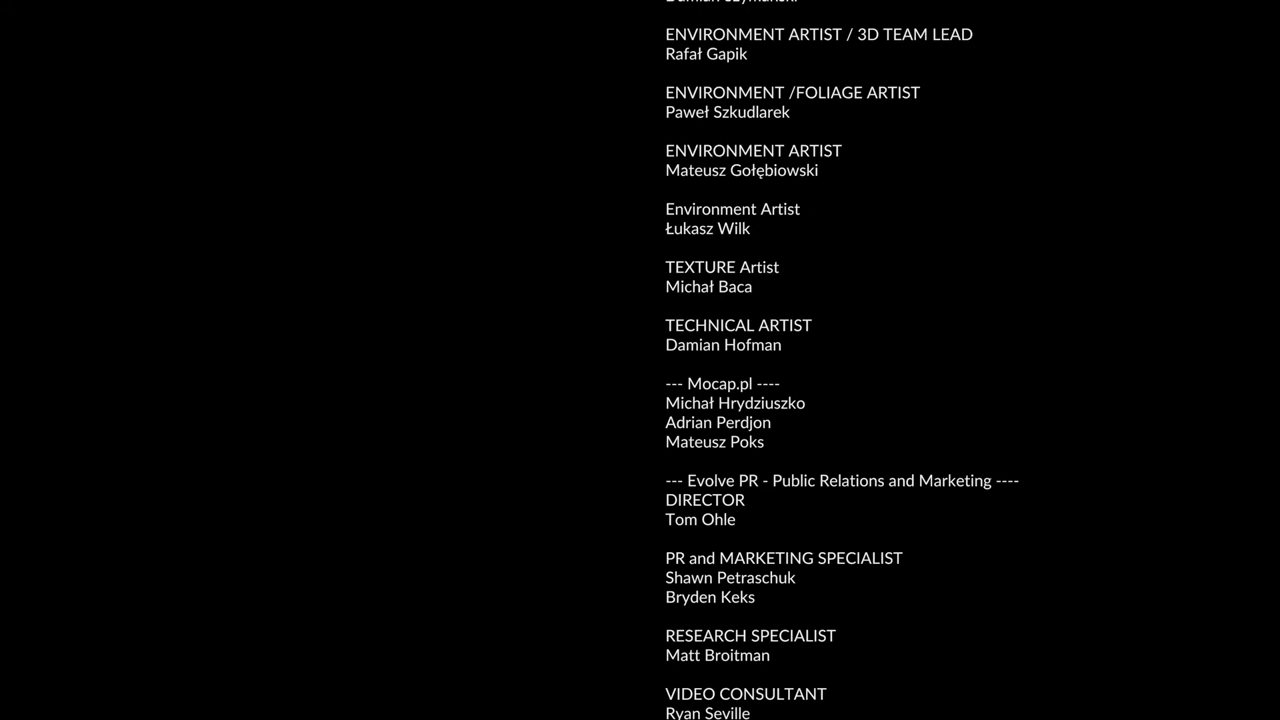 ENVIRONMENT ARTIST / 3D TEAM LEAD
Rafał Gapik
ENVIRONMENT /FOLIAGE ARTIST
Paweł Szkudlarek
ENVIRONMENT ARTIST
Mateusz Gołębiowski
Environment Artist
Łukasz Wilk
TEXTURE Artist
Michał Baca
TECHNICAL ARTIST
Damian Hofman
--- Mocap.pl ----
Michał Hrydziuszko
Adrian Perdjon
Mateusz Poks
--- Evolve PR - Public Relations and Marketing ----
DIRECTOR
Tom Ohle
PR and MARKETING SPECIALIST
Shawn Petraschuk
Bryden Keks
RESEARCH SPECIALIST
Matt Broitman
VIDEO CONSULTANT
Ryan Seville